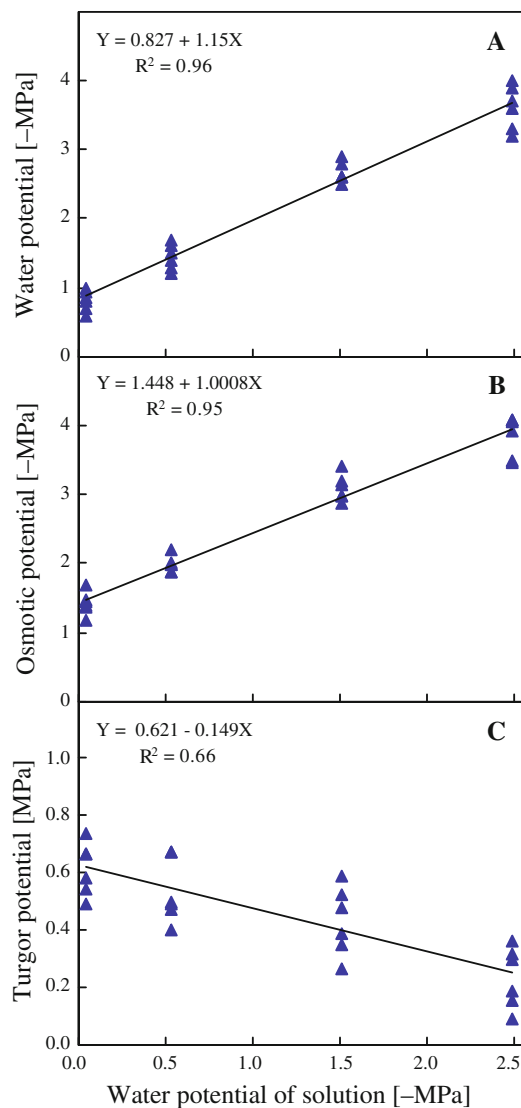 Y = 0.827 + 1.15X
A
R² = 0.96
4
3
2
1
0
Water potential [–MPa]
Y = 1.448 + 1.0008X
B
R² = 0.95
4
3
2
1
0
Osmotic potential [–MPa]
Y = 0.621 - 0.149X
C
R² = 0.66
1.0
0.8
0.6
0.4
0.2
0.0
Turgor potential [MPa]
0.0 0.5 1.0 1.5 2.0 2.5
Water potential of solution [–MPa]